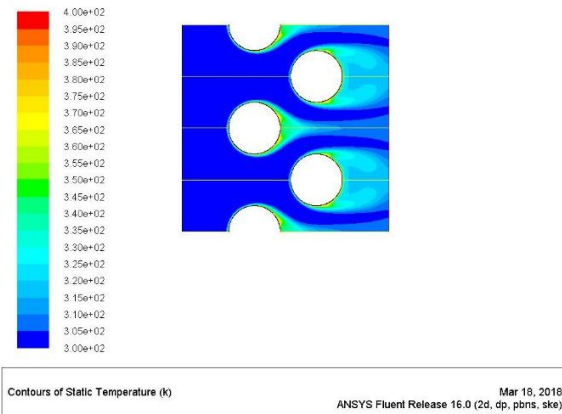 4.00e+02
3.95e+02
3.90e+02
3.85e+02
3.80e+02
3.75e+02
3.70e+02
3.65e+02
3.60e+02
3.55e+02
3.50e+02
3.45e+02
3.40e+02
3.35e+02
3.30e+02
3.25e+02
3.20e+02
3.15e+02
3.10e+02
3.05e+02
3.00e+02
Contours of Static Temperature (k)
Mar 18, 2018
ANSYS Fluent Release 16.0 (2d, dp, pbns, ske)